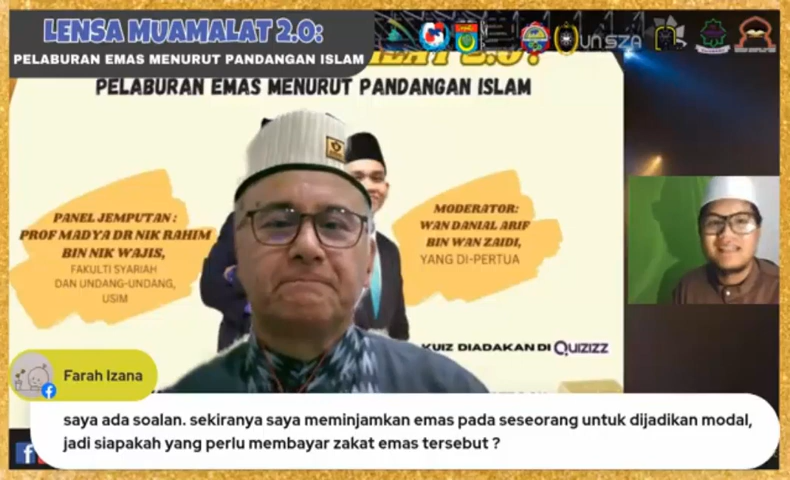 LENSA MUAMALAT 2.0:
PELABURAN EMAS MENURUT PANDANGAN ISLAM
UNSZA
PELABURAN EMAS MENURUT PANDANGAN ISLAM
PANEL JEMPUTAN :
PROF MADYA DR NIK RAHIM
BIN NIK WAJIS,
FAKULTI SYARIAH
DAN UNDANG-UNDANG,
USIM
MODERATOR:
WAN DANIAL ARIF
BIN WAN ZAIDI,
YANG DI-PERTUA
KUIZ DIADAKAN DI QUIZIZZ
Farah Izana
saya ada soalan. sekiranya saya meminjamkan emas pada seseorang untuk dijadikan modal,
jadi siapakah yang perlu membayar zakat emas tersebut ?